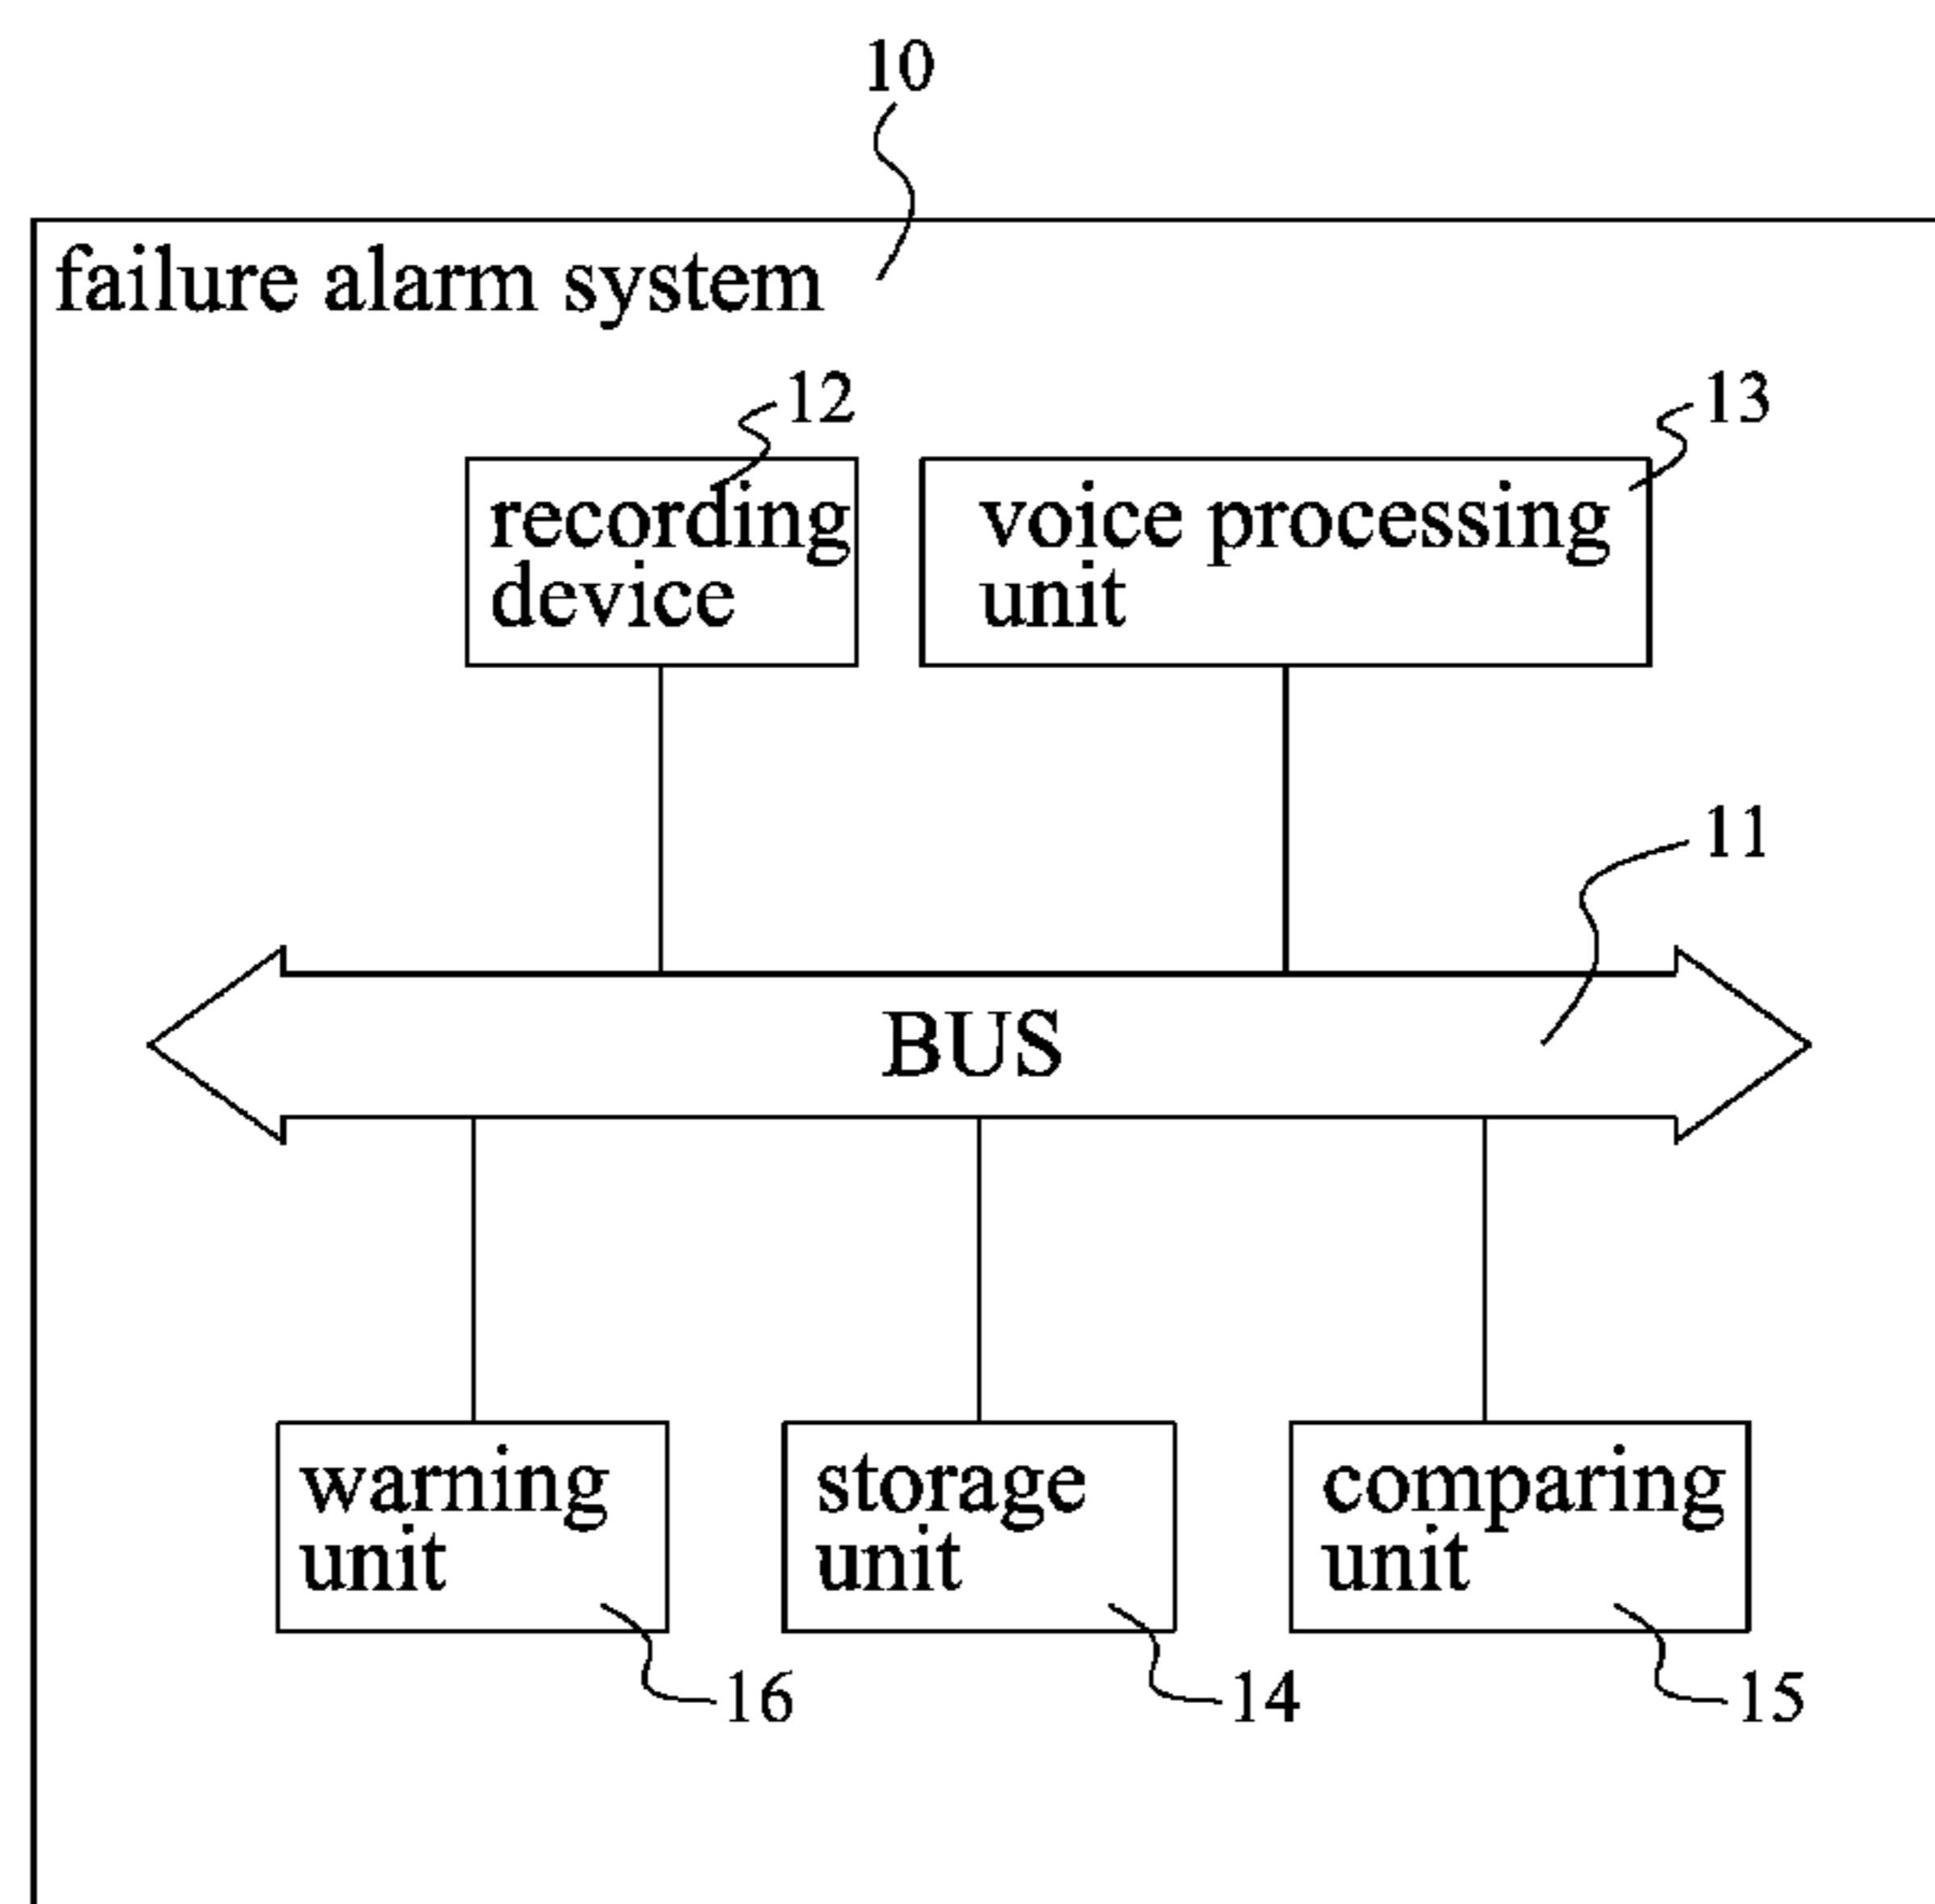 10
failure alarm system
12
13
recording
device
voice processing
unit
11
BUS
warning
unit
storage
unit
comparing
unit
16
14
15